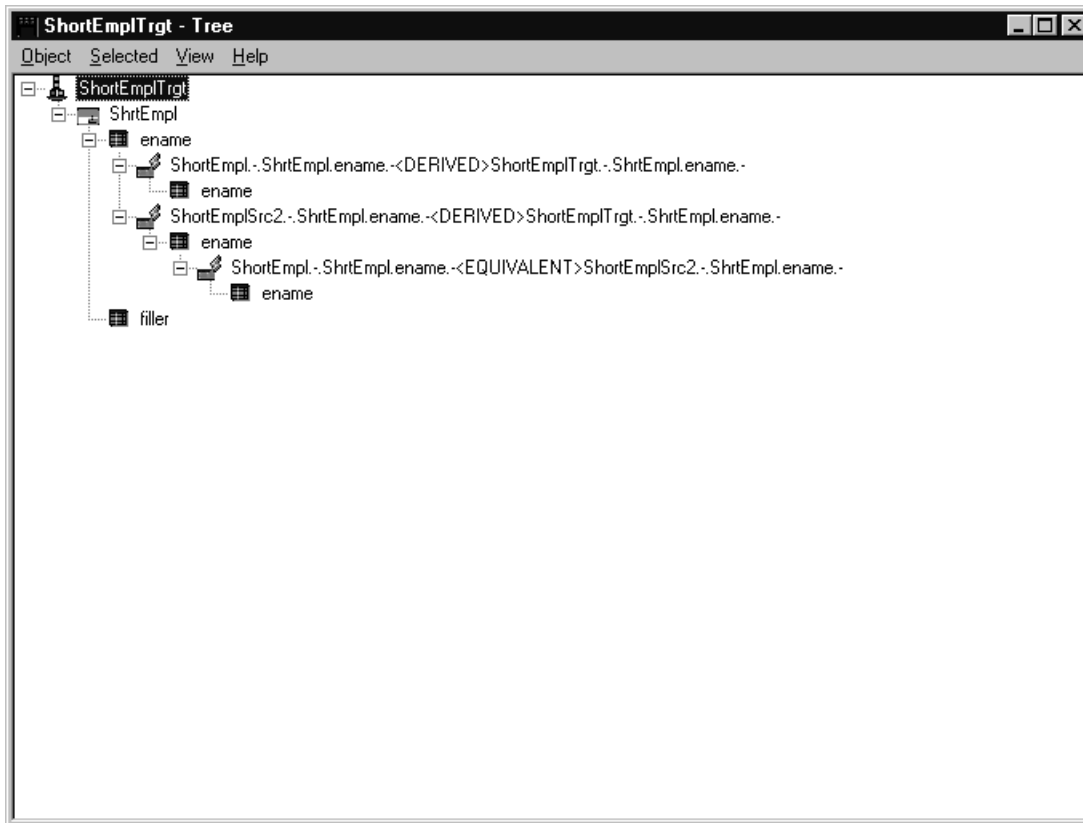 ShortEmplTrgt - Tree
Object Selected View Help
ShortEmplTrgt
ShrtEmpl
ename
ShortEmpl.-.ShrtEmpl.ename.-<DERIVED>ShortEmplTrgt.-.ShrtEmpl.ename.-
ename
ShortEmplSrc2.-.ShrtEmpl.ename.-<DERIVED>ShortEmplTrgt.-.ShrtEmpl.ename.-
ename
ShortEmpl.-.ShrtEmpl.ename.-<EQUIVALENT>ShortEmplSrc2.-.ShrtEmpl.ename.-
ename
filler